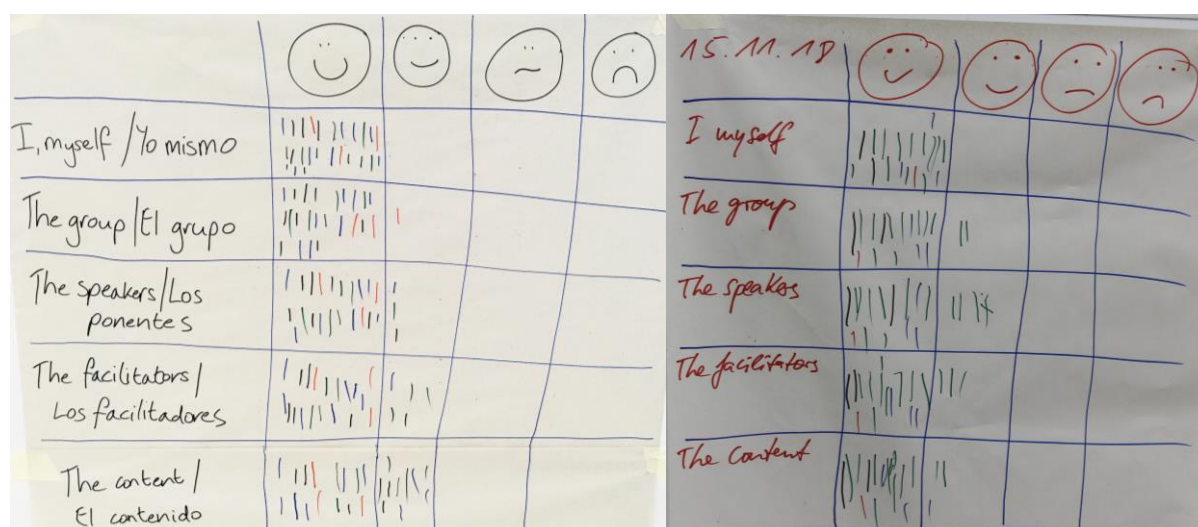 I, myself / Yo mismo
The group / El grupo
The speakers / Los
ponentes
The facilitators /
Los facilitadores
The content /
El contenido
15.11.18
I myself
The group
The speakers
The facilitators
The content